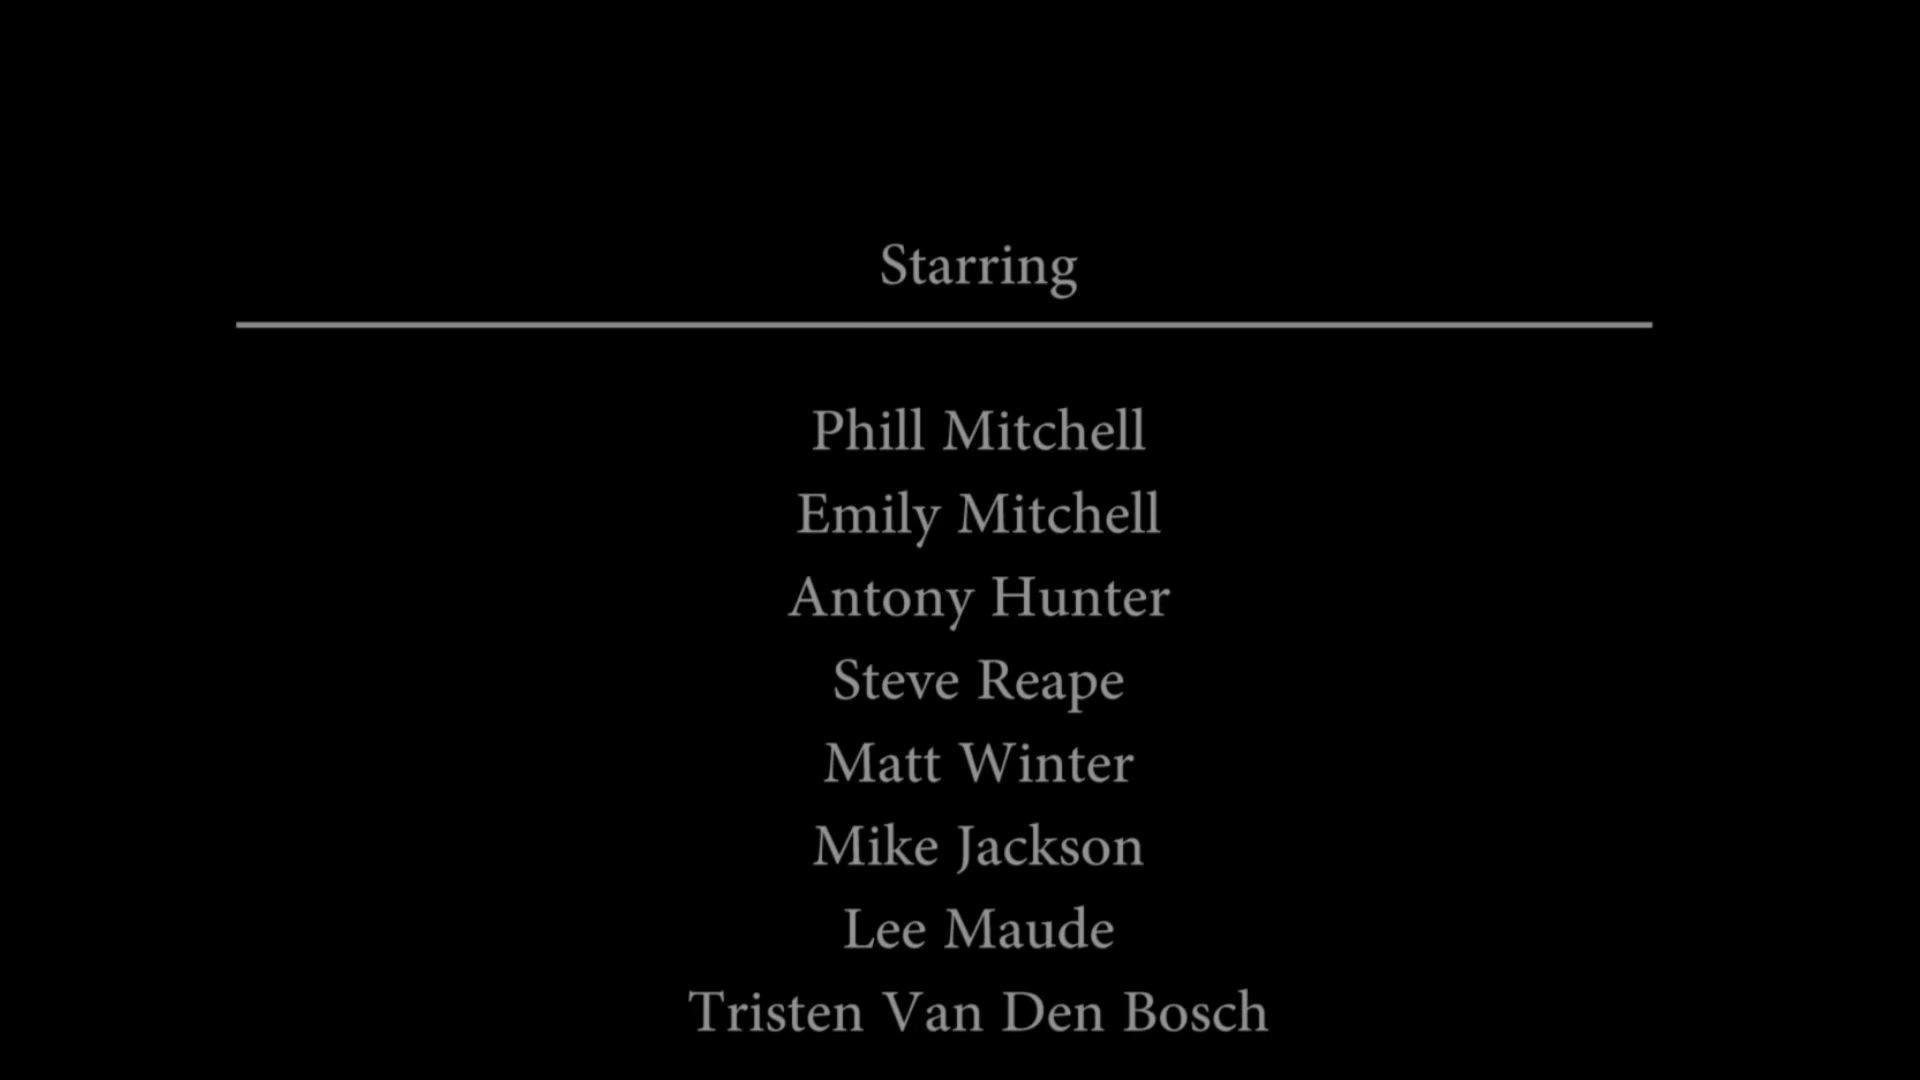 Starring
Phill Mitchell
Emily Mitchell
Antony Hunter
Steve Reape
Matt Winter
Mike Jackson
Lee Maude
Tristen Van Den Bosch